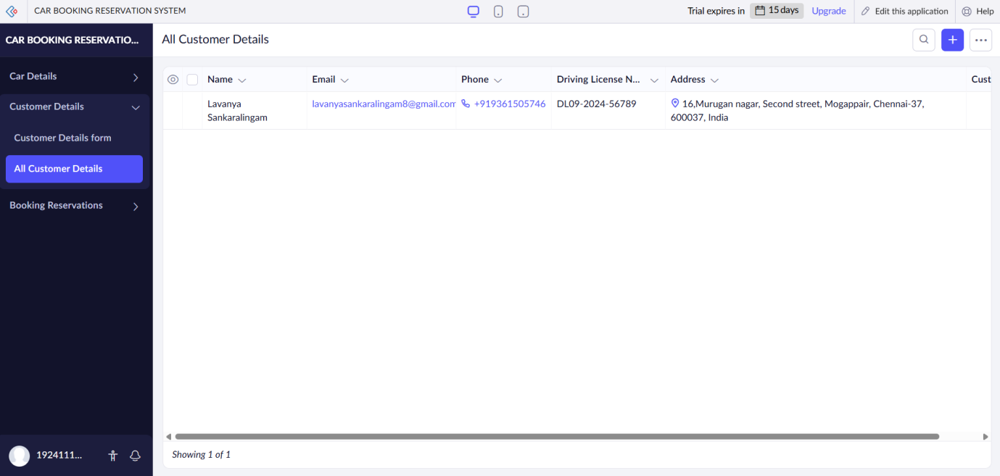 CAR BOOKING RESERVATION SYSTEM
Trial expires in 15 days Upgrade Edit this application Help
CAR BOOKING RESERVATIO...
Car Details
Customer Details
Customer Details form
All Customer Details
Booking Reservations
1924111...
All Customer Details
Name Email Phone Driving License N... Address Cust
Lavanya Sankaralingam lavanyasankaralingam8@gmail.com +919361505746 DL09-2024-56789 16,Murugan nagar, Second street, Mogappair, Chennai-37,
600037, India
Showing 1 of 1